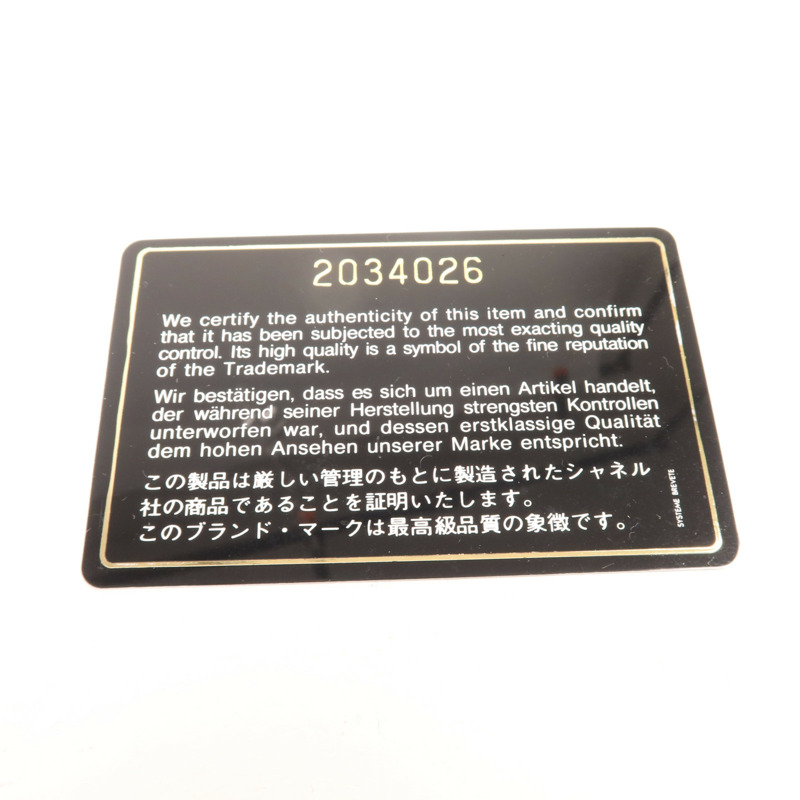 2034026
We certify the authenticity of this item and confirm
that it has been subjected to the most exacting quality
control. Its high quality is a symbol of the fine reputation
of the Trademark.
Wir bestätigen, dass es sich um einen Artikel handelt,
der während seiner Herstellung strengsten Kontrollen
unterworfen war, und dessen erstklassige Qualität
dem hohen Ansehen unserer Marke entspricht.
この製品は厳しい管理のもとに製造されたシャネル
社の商品であることを証明いたします。
このブランド・マークは最高級品質の象徴です。
SYSTEME BREVETE